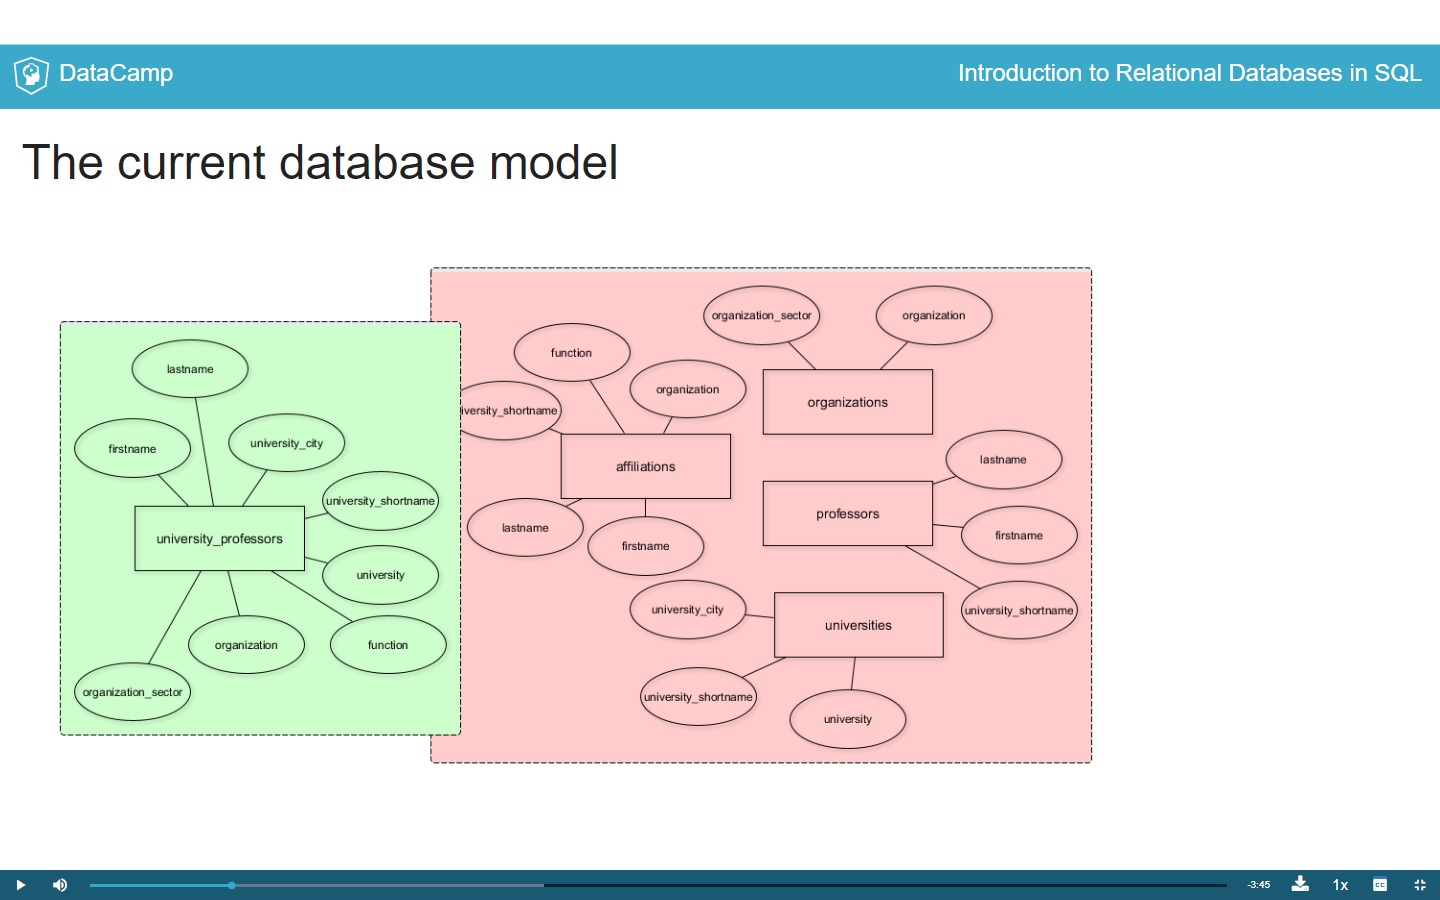 DataCamp
Introduction to Relational Databases in SQL
The current database model
lastname
firstname
university_city
university_shortname
university_professors
university
organization
function
organization_sector
organization_sector
organization
function
organization
iversity_shortname
organizations
affiliations
lastname
lastname
firstname
professors
firstname
university_city
universities
university_shortname
university_shortname
university
-3:45
1x
CC